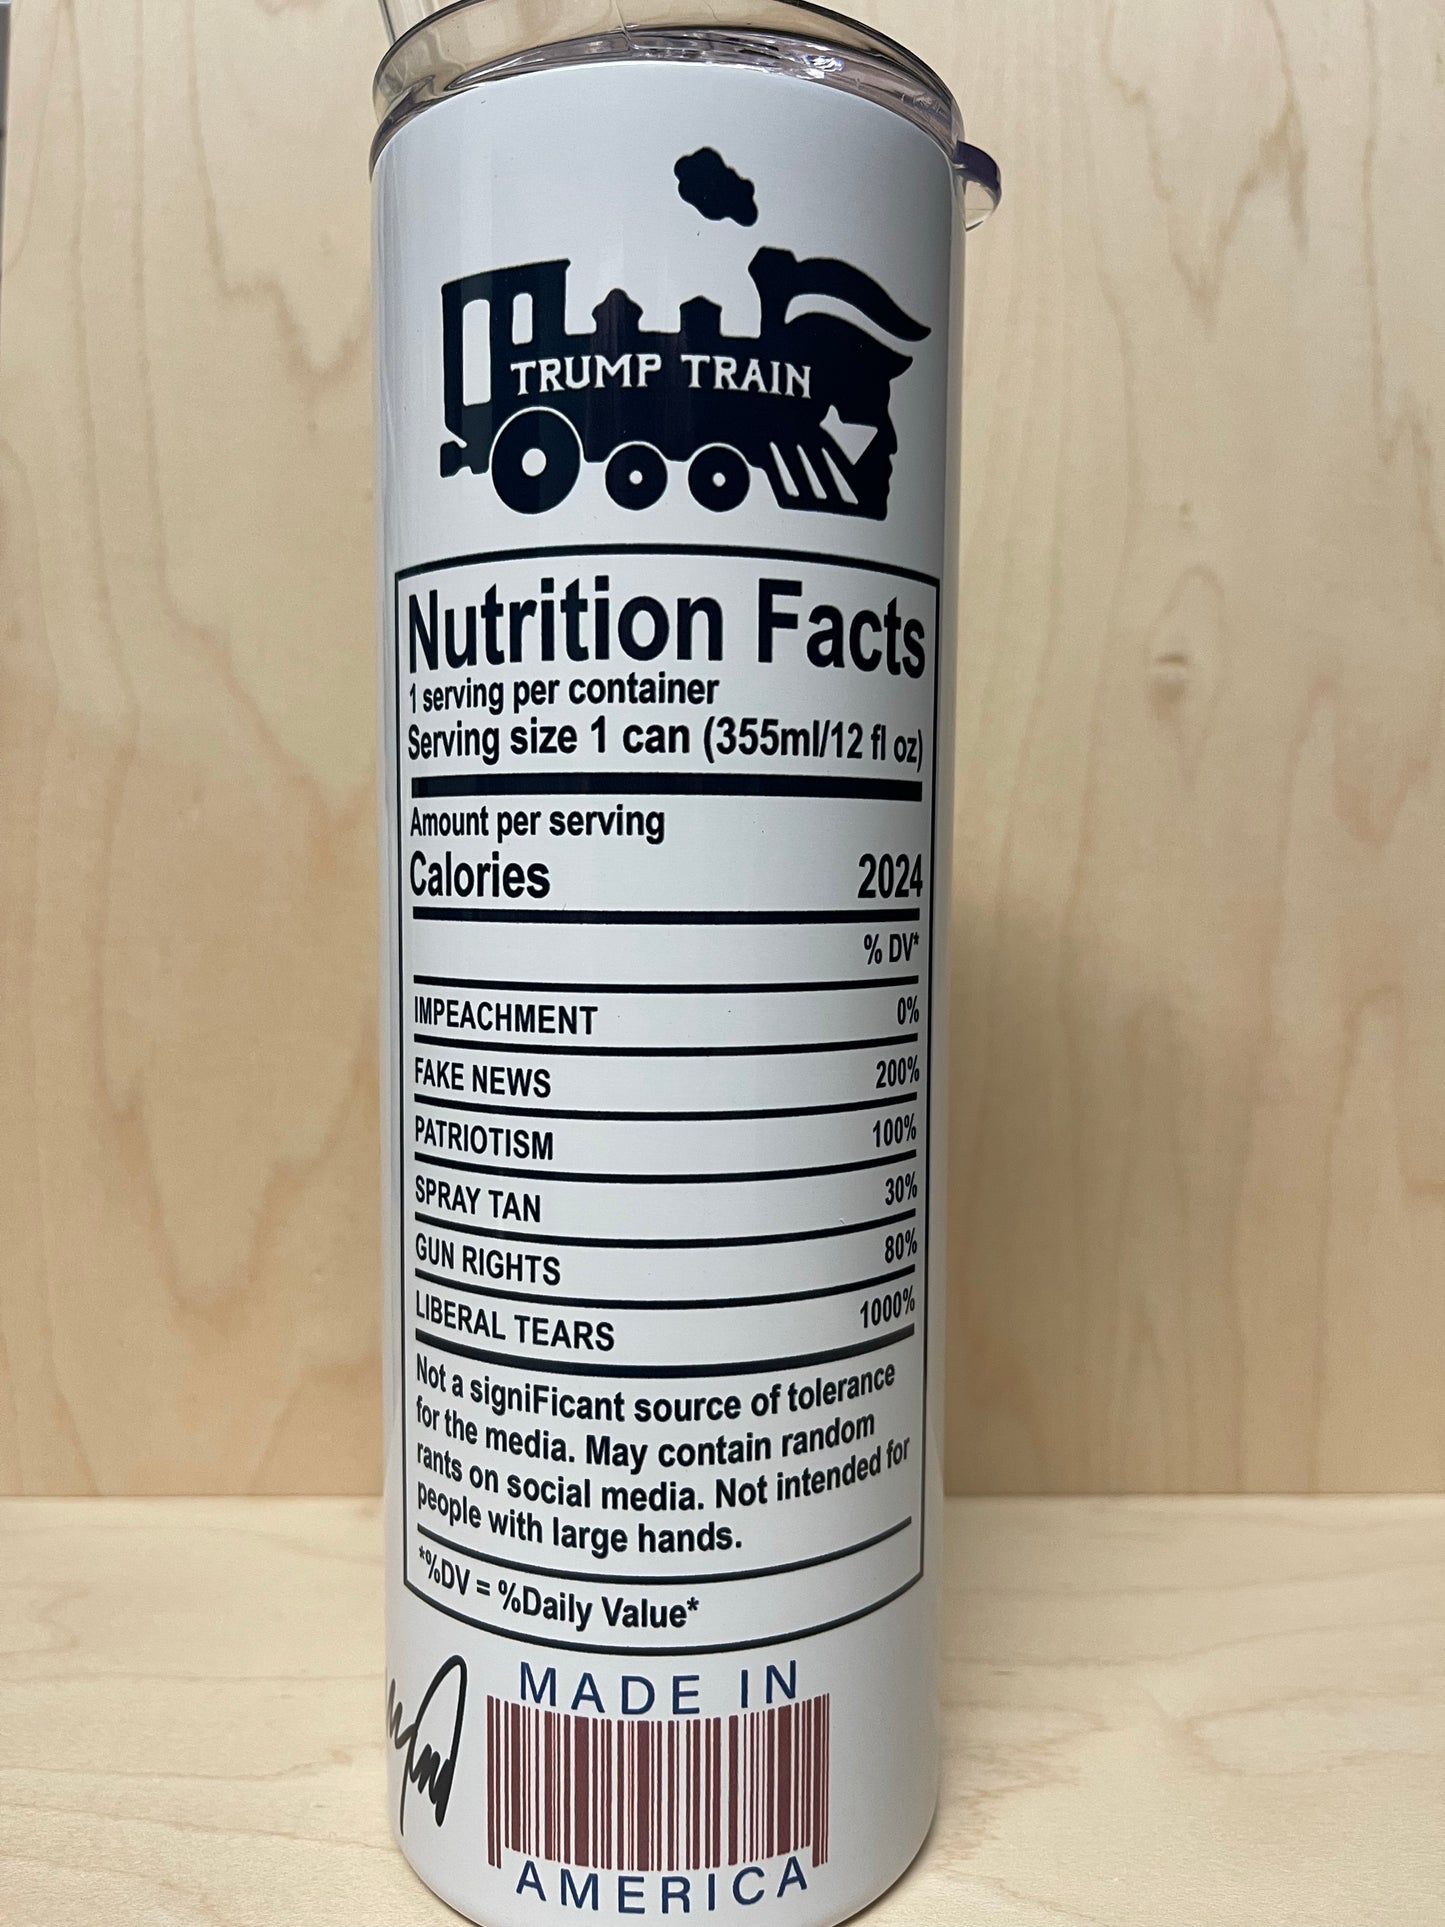 TRUMP TRAIN
Nutrition Facts
1 serving per container
Serving size 1 can (355ml/12 fl oz)
Amount per serving
Calories 2024
% DV*
IMPEACHMENT 0%
FAKE NEWS 200%
PATRIOTISM 100%
SPRAY TAN 30%
GUN RIGHTS 80%
LIBERAL TEARS 1000%
Not a signiFicant source of tolerance
for the media. May contain random
rants on social media. Not intended for
people with large hands.
*%DV = %Daily Value*
MADE IN
AMERICA